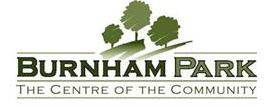 BURNHAM PARK
THE CENTRE OF THE COMMUNITY